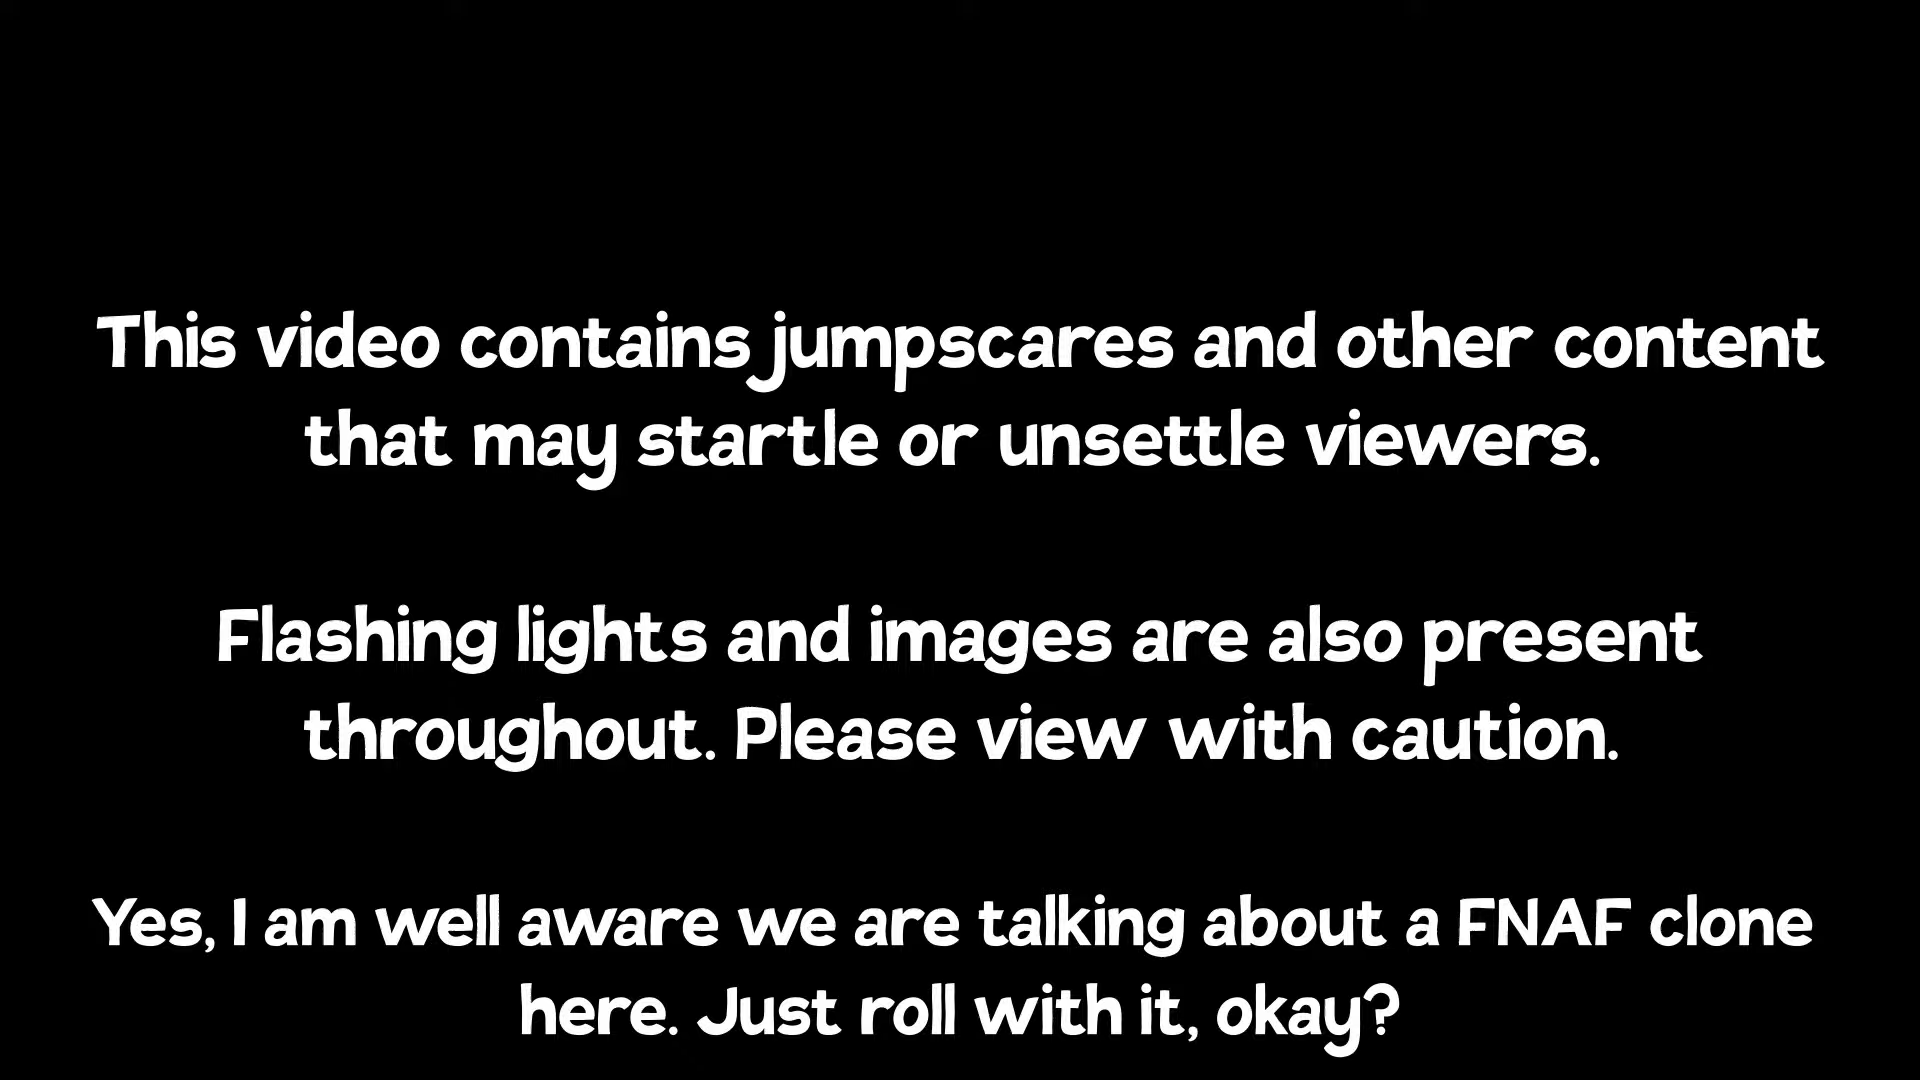 This video contains jumpscares and other content
that may startle or unsettle viewers.
Flashing lights and images are also present
throughout. Please view with caution.
Yes, I am well aware we are talking about a FNAF clone
here. Just roll with it, okay?